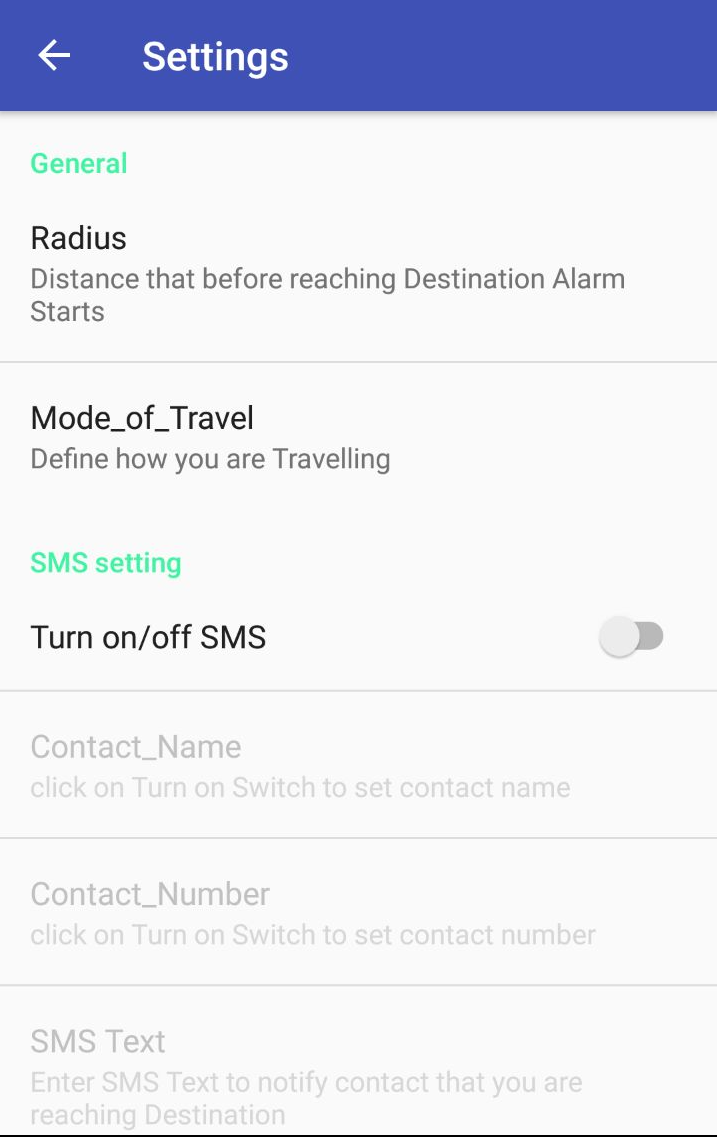 Settings
General
Radius
Distance that before reaching Destination Alarm
Starts
Mode_of_Travel
Define how you are Travelling
SMS setting
Turn on/off SMS
Contact_Name
click on Turn on Switch to set contact name
Contact_Number
click on Turn on Switch to set contact number
SMS Text
Enter SMS Text to notify contact that you are
reaching Destination